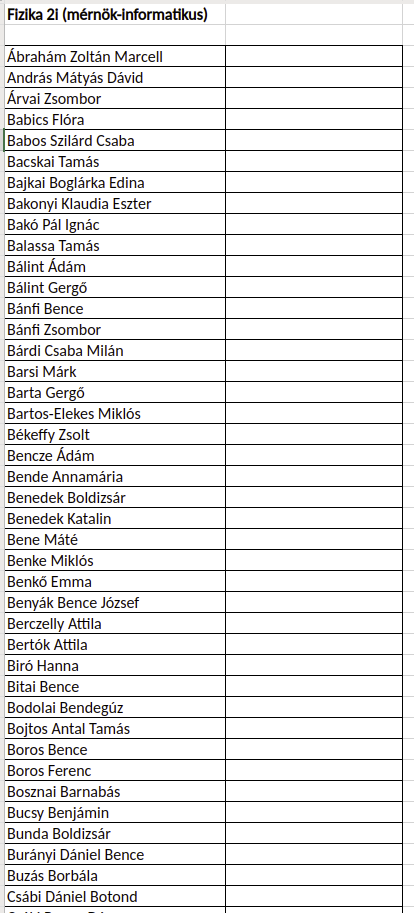 Fizika 2i (mérnök-informatikus)
Ábrahám Zoltán Marcell
András Mátyás Dávid
Árvai Zsombor
Babics Flóra
Babos Szilárd Csaba
Bacskai Tamás
Bajkai Boglárka Edina
Bakonyi Klaudia Eszter
Bakó Pál Ignác
Balassa Tamás
Bálint Ádám
Bálint Gergő
Bánfi Bence
Bánfi Zsombor
Bárdi Csaba Milán
Barsi Márk
Barta Gergő
Bartos-Elekes Miklós
Békeffy Zsolt
Bencze Ádám
Bende Annamária
Benedek Boldizsár
Benedek Katalin
Bene Máté
Benke Miklós
Benkő Emma
Benyák Bence József
Berczelly Attila
Bertók Attila
Biró Hanna
Bitai Bence
Bodolai Bendegúz
Bojtos Antal Tamás
Boros Bence
Boros Ferenc
Bosznai Barnabás
Bucsy Benjámin
Bunda Boldizsár
Burányi Dániel Bence
Buzás Borbála
Csábi Dániel Botond